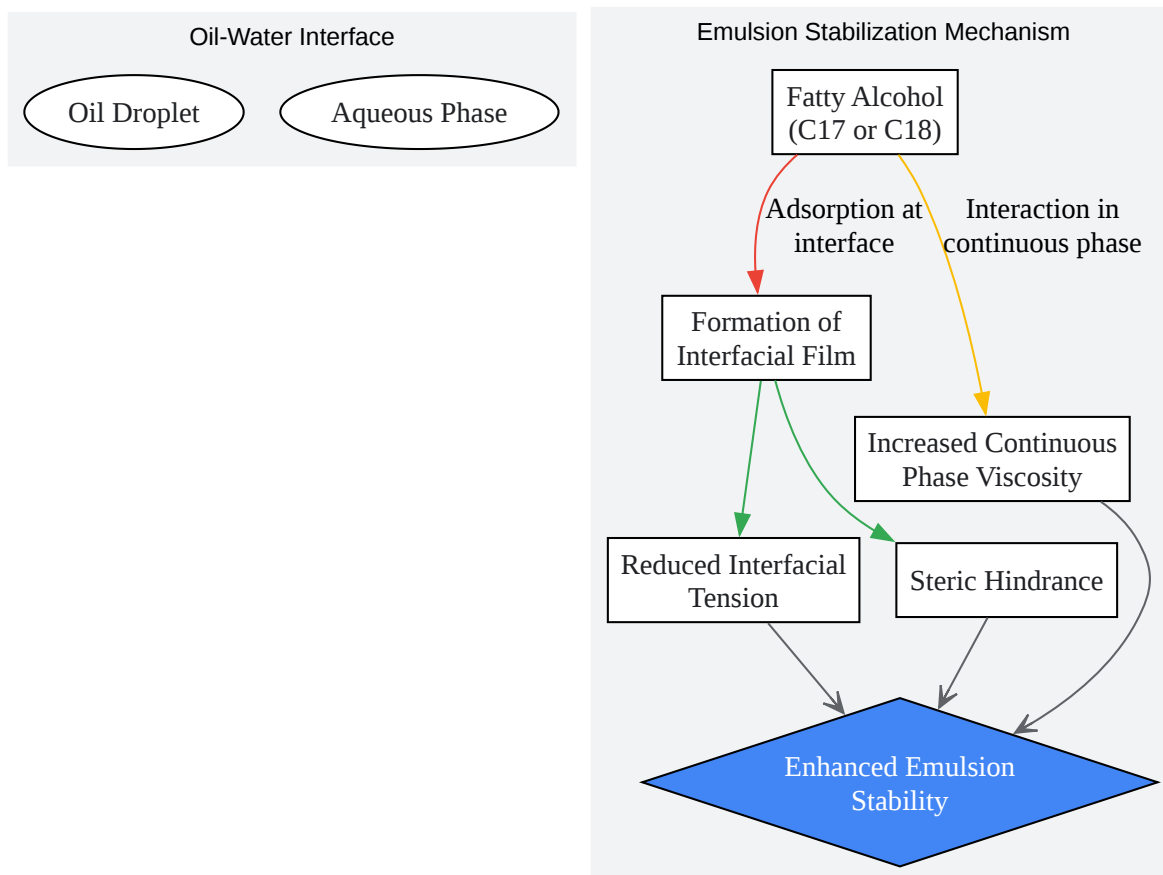 Oil-Water Interface
Oil Droplet
Aqueous Phase
Emulsion Stabilization Mechanism
Fatty Alcohol
(C17 or C18)
Adsorption at
interface
Interaction in
continuous phase
Formation of
Interfacial Film
Increased Continuous
Phase Viscosity
Reduced Interfacial
Tension
Steric Hindrance
Enhanced Emulsion
Stability